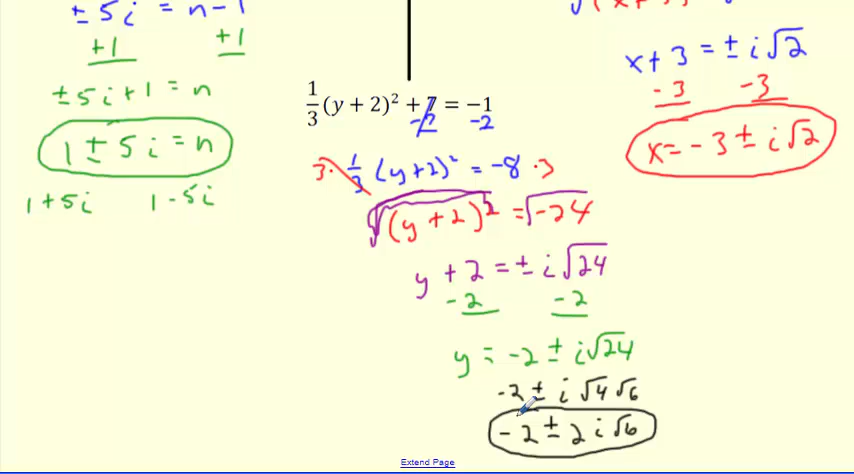 ± 5i = n-1
+1 +1
± 5i + 1 = n
1 ± 5i = n
1 + 5i 1 - 5i
1/3 (y + 2)² + 7 = −1
-7 -7
3· 1/3 (y+2)² = -8 ·3
√(y + 2)² = √-24
y + 2 = ± i√24
-2 -2
y = -2 ± i√24
-2 ± i √4 √6
-2 ± 2 i √6
x + 3 = ± i√2
-3 -3
x = -3 ± i√2
Extend Page